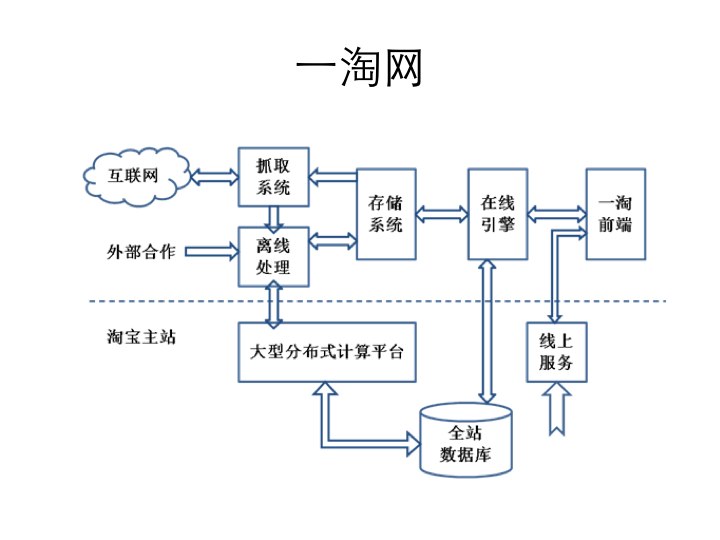 一淘网
互联网
抓取
系统
存储
系统
在线
引擎
一淘
前端
外部合作
离线
处理
淘宝主站
大型分布式计算平台
线上
服务
全站
数据库